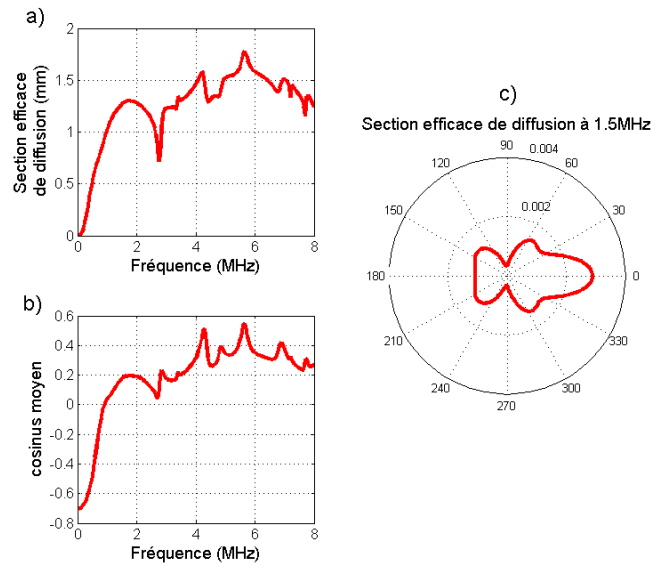 a)
2
1.5
1
0.5
0
0 2 4 6 8
Section efficace
de diffusion (mm)
Fréquence (MHz)
b)
0.6
0.4
0.2
0
-0.2
-0.4
-0.6
-0.8
0 2 4 6 8
cosinus moyen
Fréquence (MHz)
c)
Section efficace de diffusion à 1.5MHz
90
0.004
120
60
0.002
150
30
180
0
210
330
240
300
270